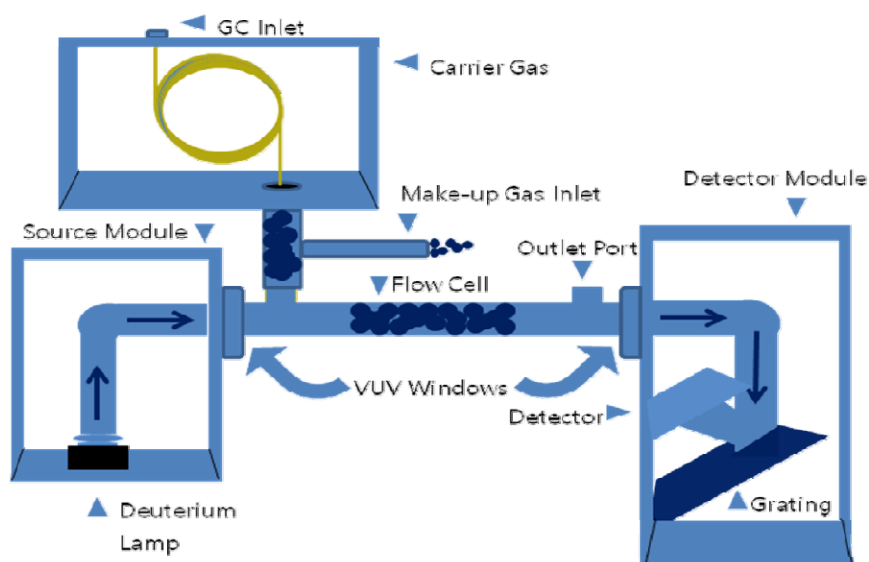 GC Inlet
Carrier Gas
Make-up Gas Inlet
Detector Module
Source Module
Outlet Port
Flow Cell
VUV Windows
Detector
Grating
Deuterium
Lamp